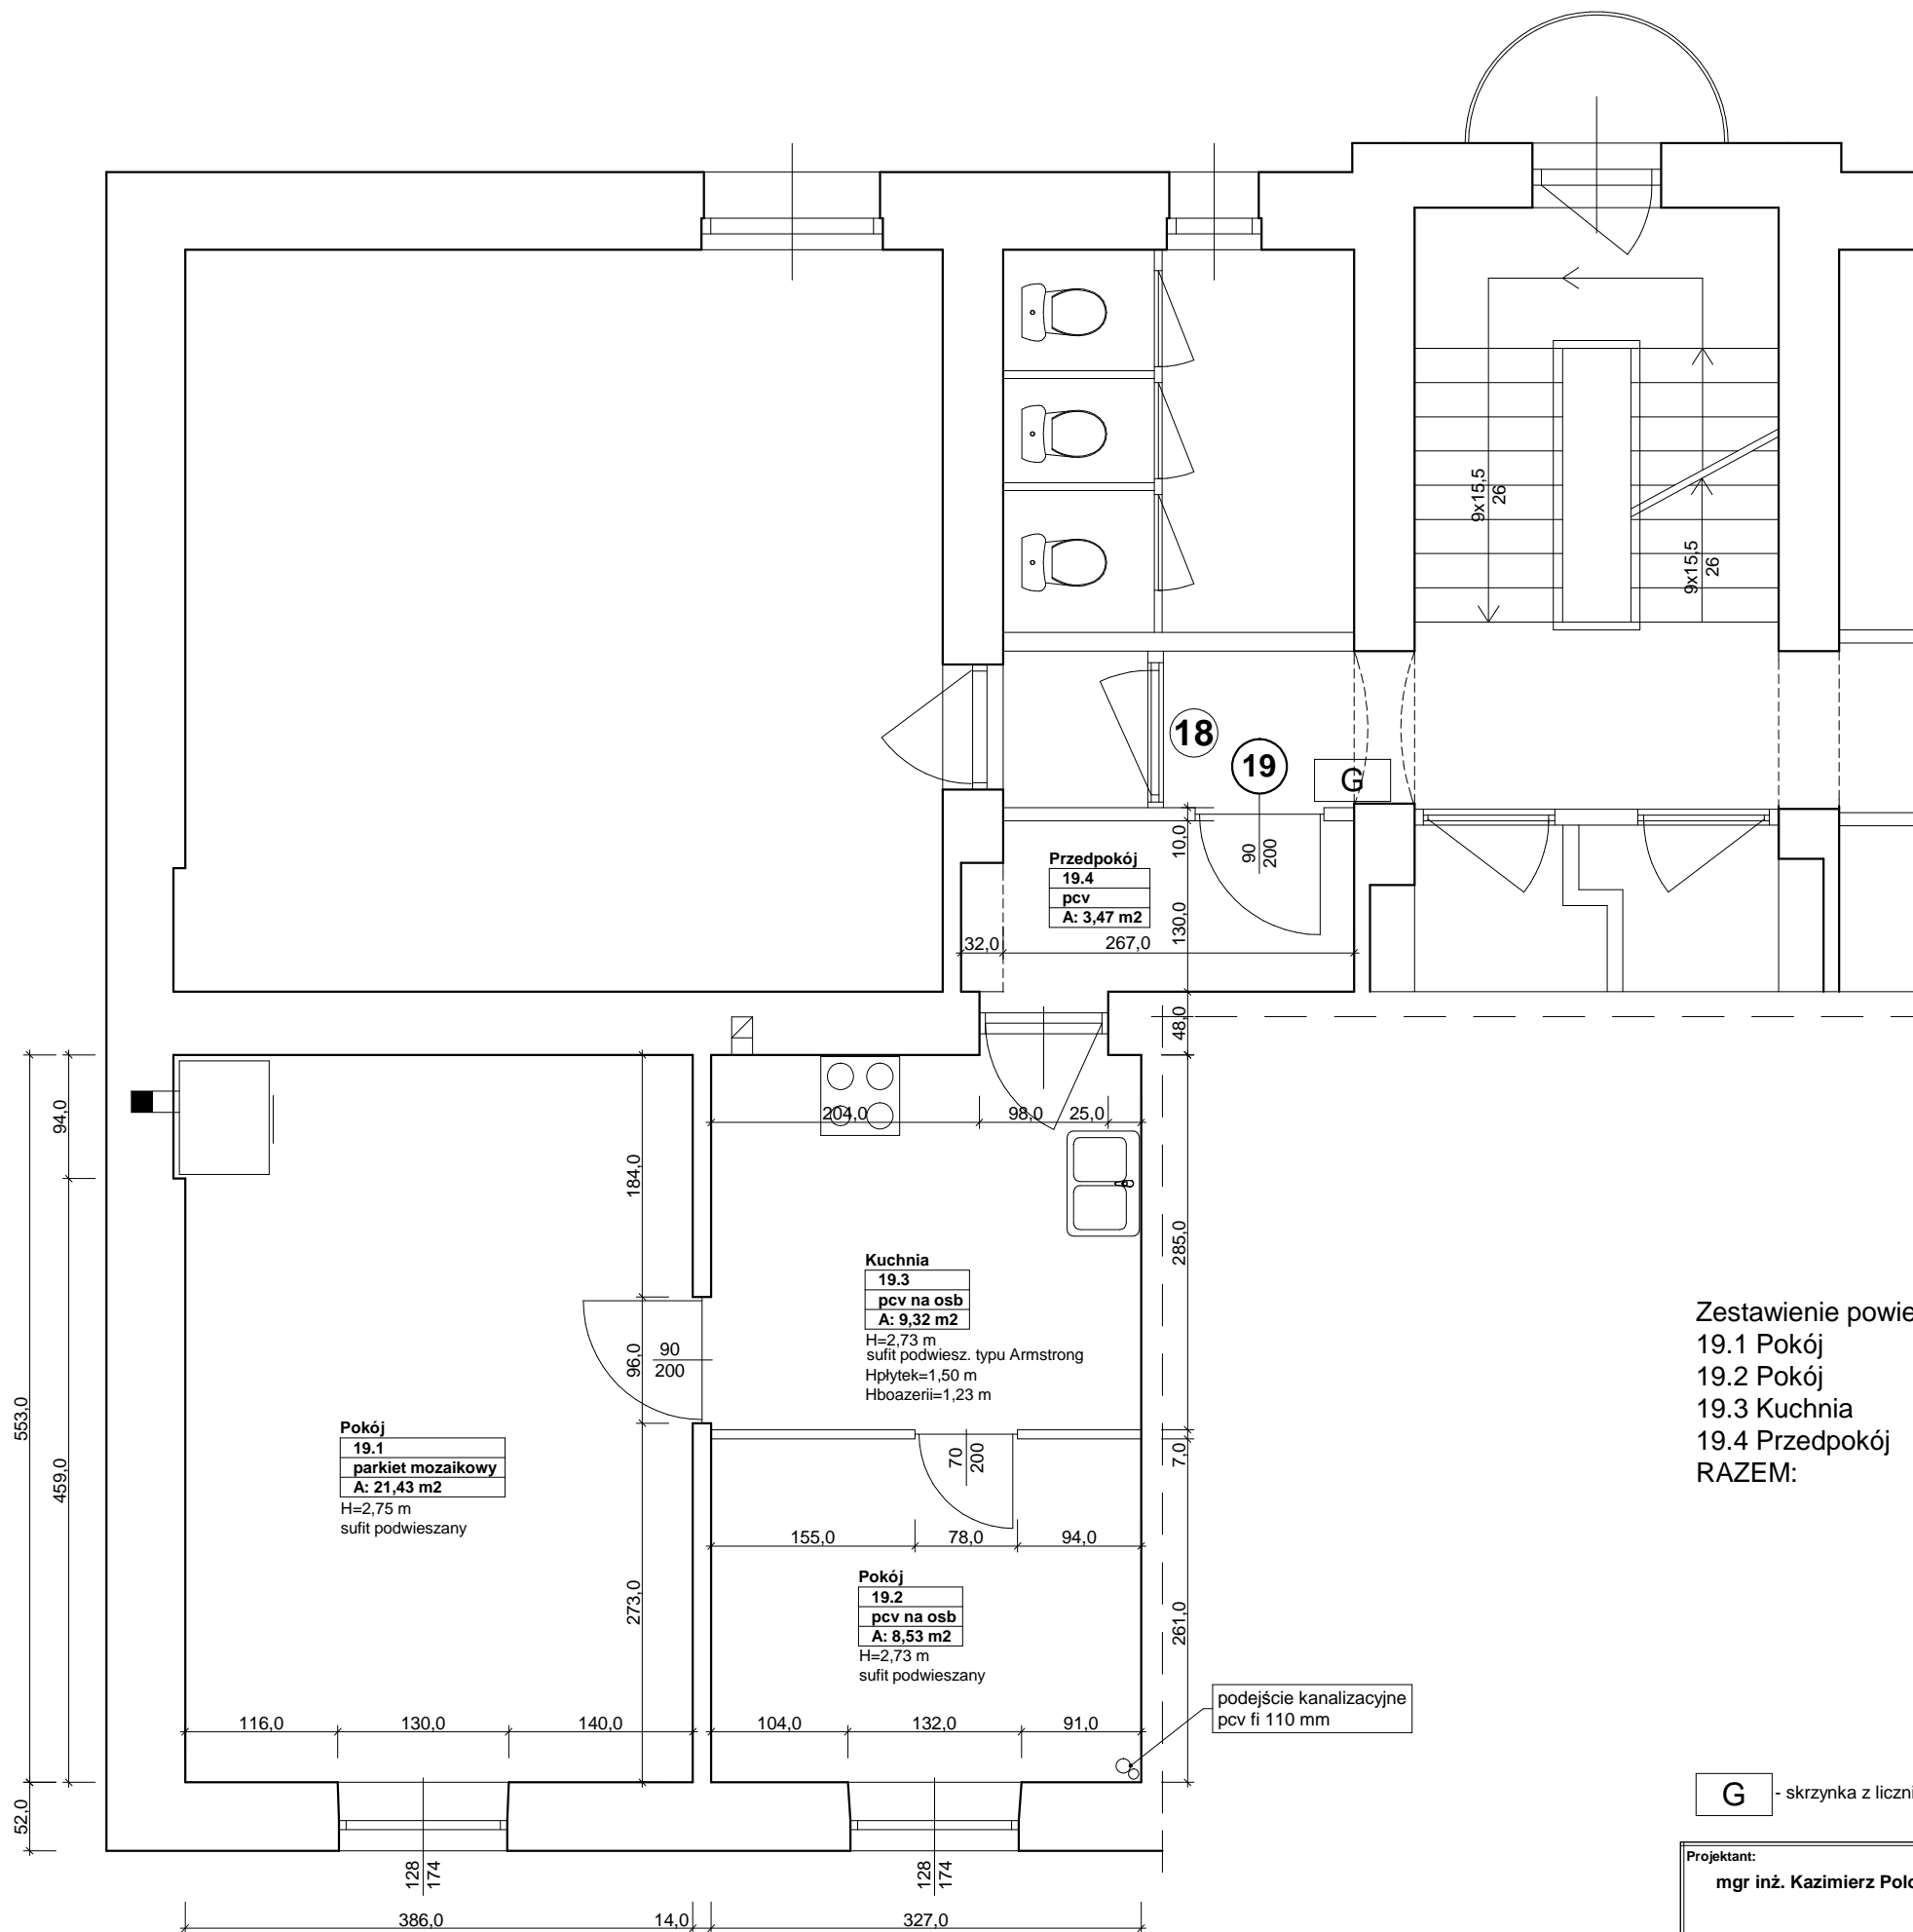 9x15,5
26
9x15,5
26
18
19
G
90
200
10,0
Przedpokój
19.4
pcv
A: 3,47 m2
130,0
32,0
267,0
48,0
94,0
204,0
98,0
25,0
184,0
285,0
Kuchnia
19.3
pcv na osb
A: 9,32 m2
H=2,73 m
sufit podwiesz. typu Armstrong
Hpłytek=1,50 m
Hboazerii=1,23 m
96,0
90
200
553,0
459,0
Pokój
19.1
parkiet mozaikowy
A: 21,43 m2
H=2,75 m
sufit podwieszany
70
200
7,0
155,0
78,0
94,0
273,0
Pokój
19.2
pcv na osb
A: 8,53 m2
H=2,73 m
sufit podwieszany
261,0
podejście kanalizacyjne
pcv fi 110 mm
116,0
130,0
140,0
104,0
132,0
91,0
52,0
128
174
128
174
386,0
14,0
327,0
Zestawienie powie
19.1 Pokój
19.2 Pokój
19.3 Kuchnia
19.4 Przedpokój
RAZEM:
G - skrzynka z liczni
Projektant:
mgr inż. Kazimierz Polo